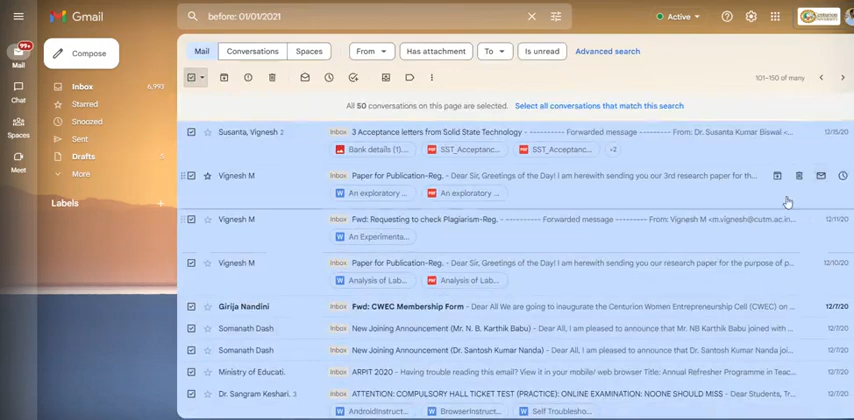 Gmail
before: 01/01/2021
Active
99+
Mail
Chat
Spaces
Meet
Compose
Inbox 6,993
Starred
Snoozed
Sent
Drafts
More
Labels +
Mail Conversations Spaces From Has attachment To Is unread Advanced search
101–150 of many
All 50 conversations on this page are selected. Select all conversations that match this search
Susanta, Vignesh 2 Inbox 3 Acceptance letters from Solid State Technology - ---------- Forwarded message --------- From: Dr. Susanta Kumar Biswal <... 12/15/20
Bank details (1).... SST_Acceptanc... SST_Acceptanc... +2
Vignesh M Inbox Paper for Publication-Reg. - Dear Sir, Greetings of the Day! I am herewith sending you our 3rd research paper for th...
An exploratory ... An exploratory ...
Vignesh M Inbox Fwd: Requesting to check Plagiarism-Reg. - ---------- Forwarded message --------- From: Vignesh M <m.vignesh@cutm.ac.in... 12/11/20
An Experimenta...
Vignesh M Inbox Paper for Publication-Reg. - Dear Sir, Greetings of the Day! I am herewith sending you our research paper for the purpose of p... 12/10/20
Analysis of Lab... Analysis of Lab...
Girija Nandini Inbox Fwd: CWEC Membership Form - Dear All We are going to inaugurate the Centurion Women Entrepreneurship Cell (CWEC) on ... 12/7/20
Somanath Dash Inbox New Joining Announcement (Mr. N. B. Karthik Babu) - Dear All, I am pleased to announce that Mr. NB Karthik Babu joined with ... 12/7/20
Somanath Dash Inbox New Joining Announcement (Dr. Santosh Kumar Nanda) - Dear All, I am pleased to announce that Dr. Santosh Kumar Nanda joi... 12/7/20
Ministry of Educati. Inbox ARPIT 2020 - Having trouble reading this email? View it in your mobile/ web browser Title: Annual Refresher Programme in Teac... 12/7/20
Dr. Sangram Keshari. 3 Inbox ATTENTION: COMPULSORY HALL TICKET TEST (PRACTICE): ONLINE EXAMINATION: NOONE SHOULD MISS - Dear Students, Tr... 12/7/20
AndroidInstruct... BrowserInstruct... Self Troublesho...